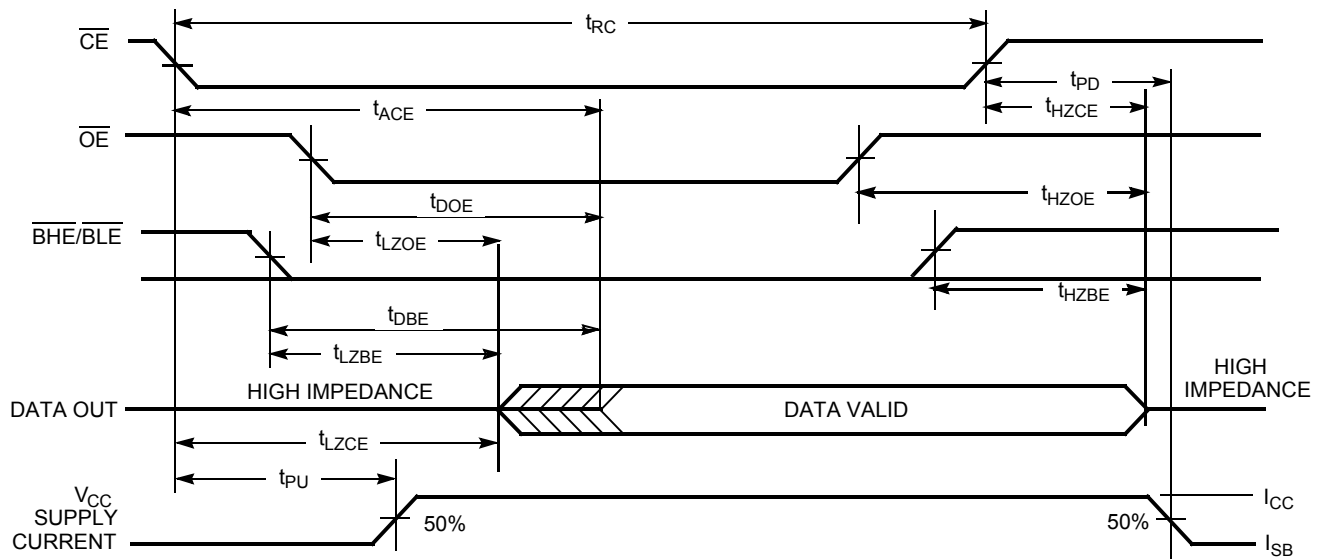 tRC
CE
tPD
tACE
tHZCE
OE
tDOE
tHZOE
BHE/BLE
tLZOE
tHZBE
tDBE
tLZBE
HIGH IMPEDANCE
HIGH
IMPEDANCE
DATA OUT
DATA VALID
tLZCE
tPU
VCC
SUPPLY
CURRENT
50%
50%
ICC
ISB